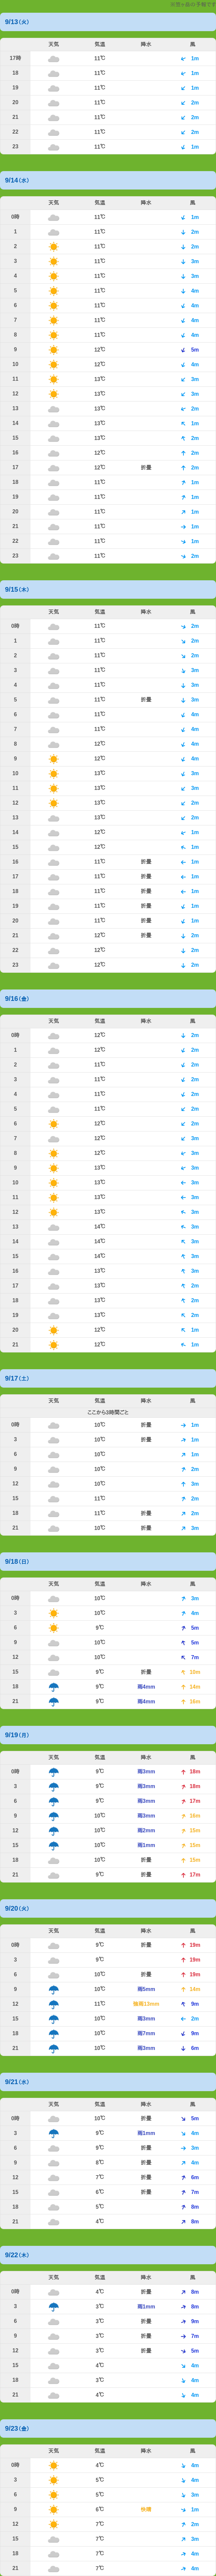 9/13(火)
天気 気温 降水 風
17時 11℃ 1m
18 11℃ 1m
19 11℃ 1m
20 11℃ 2m
21 11℃ 2m
22 11℃ 2m
23 11℃ 1m
9/14(水)
天気 気温 降水 風
0時 11℃ 1m
1 11℃ 2m
2 11℃ 2m
3 11℃ 3m
4 11℃ 3m
5 11℃ 4m
6 11℃ 4m
7 11℃ 4m
8 11℃ 4m
9 12℃ 5m
10 12℃ 4m
11 13℃ 3m
12 13℃ 3m
13 13℃ 2m
14 13℃ 1m
15 13℃ 2m
16 12℃ 2m
17 12℃ 折畳 2m
18 11℃ 1m
19 11℃ 1m
20 11℃ 1m
21 11℃ 1m
22 11℃ 1m
23 11℃ 2m
9/15(木)
天気 気温 降水 風
0時 11℃ 2m
1 11℃ 2m
2 11℃ 2m
3 11℃ 3m
4 11℃ 3m
5 11℃ 折畳 3m
6 11℃ 4m
7 11℃ 4m
8 12℃ 4m
9 12℃ 4m
10 13℃ 3m
11 13℃ 3m
12 13℃ 2m
13 13℃ 2m
14 12℃ 1m
15 12℃ 1m
16 11℃ 折畳 1m
17 11℃ 折畳 1m
18 11℃ 折畳 1m
19 11℃ 折畳 1m
20 11℃ 折畳 1m
21 12℃ 折畳 2m
22 12℃ 2m
23 12℃ 2m
9/16(金)
天気 気温 降水 風
0時 12℃ 2m
1 12℃ 2m
2 11℃ 2m
3 11℃ 2m
4 11℃ 2m
5 11℃ 2m
6 12℃ 2m
7 12℃ 3m
8 12℃ 3m
9 13℃ 3m
10 13℃ 3m
11 13℃ 3m
12 13℃ 3m
13 14℃ 3m
14 14℃ 3m
15 14℃ 3m
16 13℃ 3m
17 13℃ 2m
18 13℃ 2m
19 13℃ 2m
20 12℃ 1m
21 12℃ 1m
9/17(土)
天気 気温 降水 風
ここから3時間ごと
0時 10℃ 折畳 1m
3 10℃ 折畳 1m
6 10℃ 1m
9 10℃ 2m
12 11℃ 3m
15 11℃ 2m
18 11℃ 折畳 2m
21 10℃ 折畳 3m
9/18(日)
天気 気温 降水 風
0時 10℃ 3m
3 10℃ 4m
6 9℃ 5m
9 10℃ 5m
12 10℃ 7m
15 9℃ 折畳 10m
18 9℃ 雨4mm 14m
21 9℃ 雨4mm 16m
9/19(月)
天気 気温 降水 風
0時 9℃ 雨3mm 18m
3 9℃ 雨3mm 18m
6 9℃ 雨3mm 17m
9 10℃ 雨3mm 16m
12 10℃ 雨2mm 15m
15 10℃ 雨1mm 15m
18 10℃ 折畳 15m
21 9℃ 折畳 17m
9/20(火)
天気 気温 降水 風
0時 9℃ 折畳 19m
3 9℃ 19m
6 10℃ 折畳 19m
9 10℃ 雨5mm 14m
12 11℃ 強雨13mm 9m
15 10℃ 雨3mm 2m
18 10℃ 雨7mm 9m
21 10℃ 雨3mm 6m
9/21(水)
天気 気温 降水 風
0時 10℃ 折畳 5m
3 9℃ 雨1mm 4m
6 9℃ 折畳 3m
9 8℃ 折畳 4m
12 7℃ 折畳 6m
15 6℃ 折畳 7m
18 5℃ 8m
21 4℃ 8m
9/22(木)
天気 気温 降水 風
0時 4℃ 折畳 8m
3 3℃ 雨1mm 8m
6 3℃ 折畳 9m
9 3℃ 折畳 7m
12 3℃ 折畳 5m
15 4℃ 4m
18 3℃ 4m
21 4℃ 4m
9/23(金)
天気 気温 降水 風
0時 4℃ 4m
3 5℃ 4m
6 5℃ 3m
9 6℃ 快晴 1m
12 7℃ 2m
15 7℃ 3m
18 7℃ 4m
21 7℃ 4m